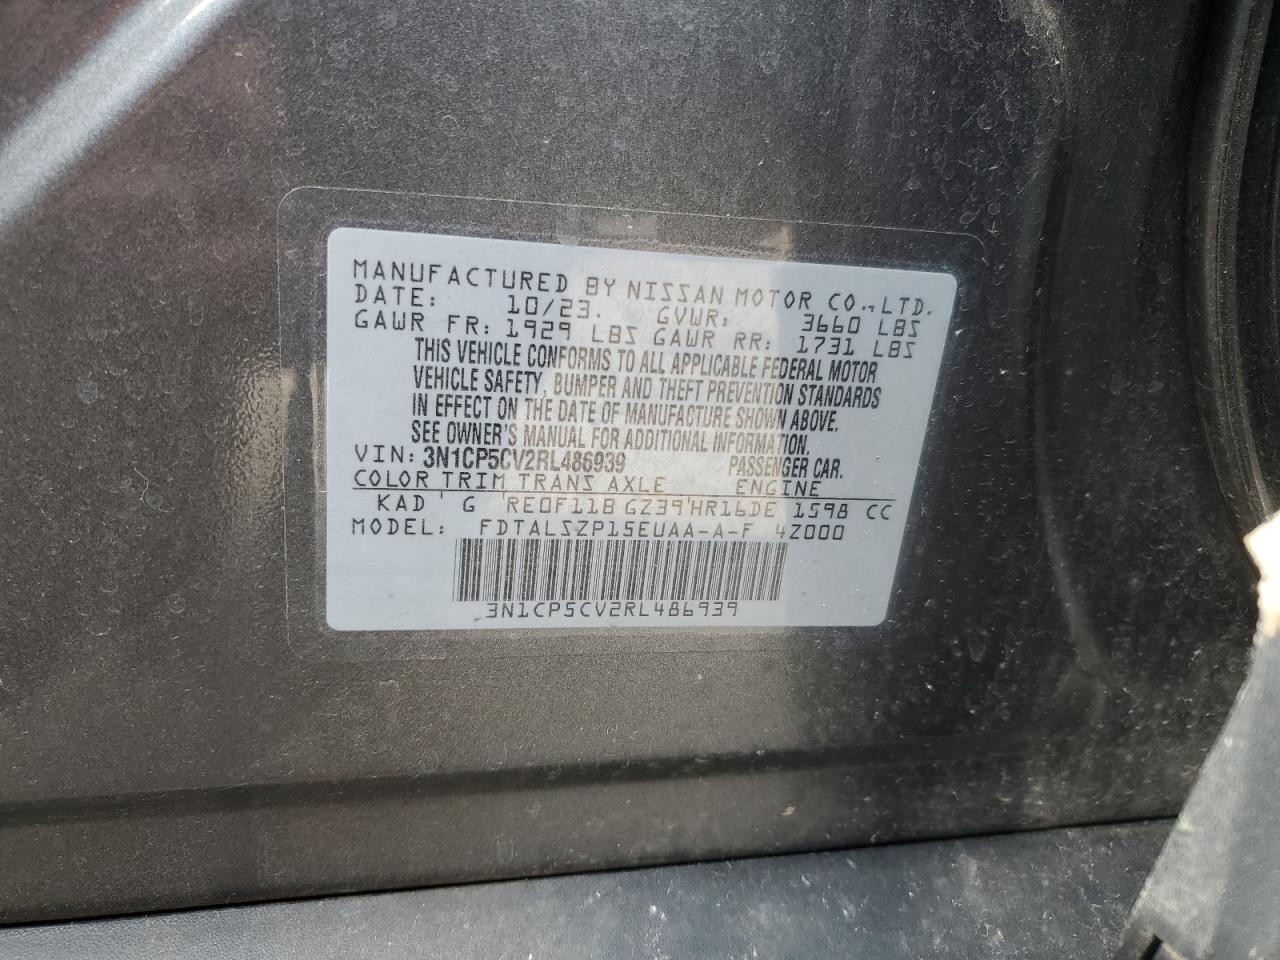 MANUFACTURED BY NISSAN MOTOR CO.,LTD.
DATE: 10/23. GVWR: 3660 LBS
GAWR FR: 1929 LBS GAWR RR: 1731 LBS
THIS VEHICLE CONFORMS TO ALL APPLICABLE FEDERAL MOTOR
VEHICLE SAFETY, BUMPER AND THEFT PREVENTION STANDARDS
IN EFFECT ON THE DATE OF MANUFACTURE SHOWN ABOVE.
SEE OWNER'S MANUAL FOR ADDITIONAL INFORMATION.
VIN: 3N1CP5CV2RL486939 PASSENGER CAR.
COLOR TRIM TRANS AXLE ENGINE
KAD ' G 'RE0F11B GZ39'HR16DE 1598 CC
MODEL: FDTALSZP15EUAA-A-F 4Z000
3N1CP5CV2RL486939